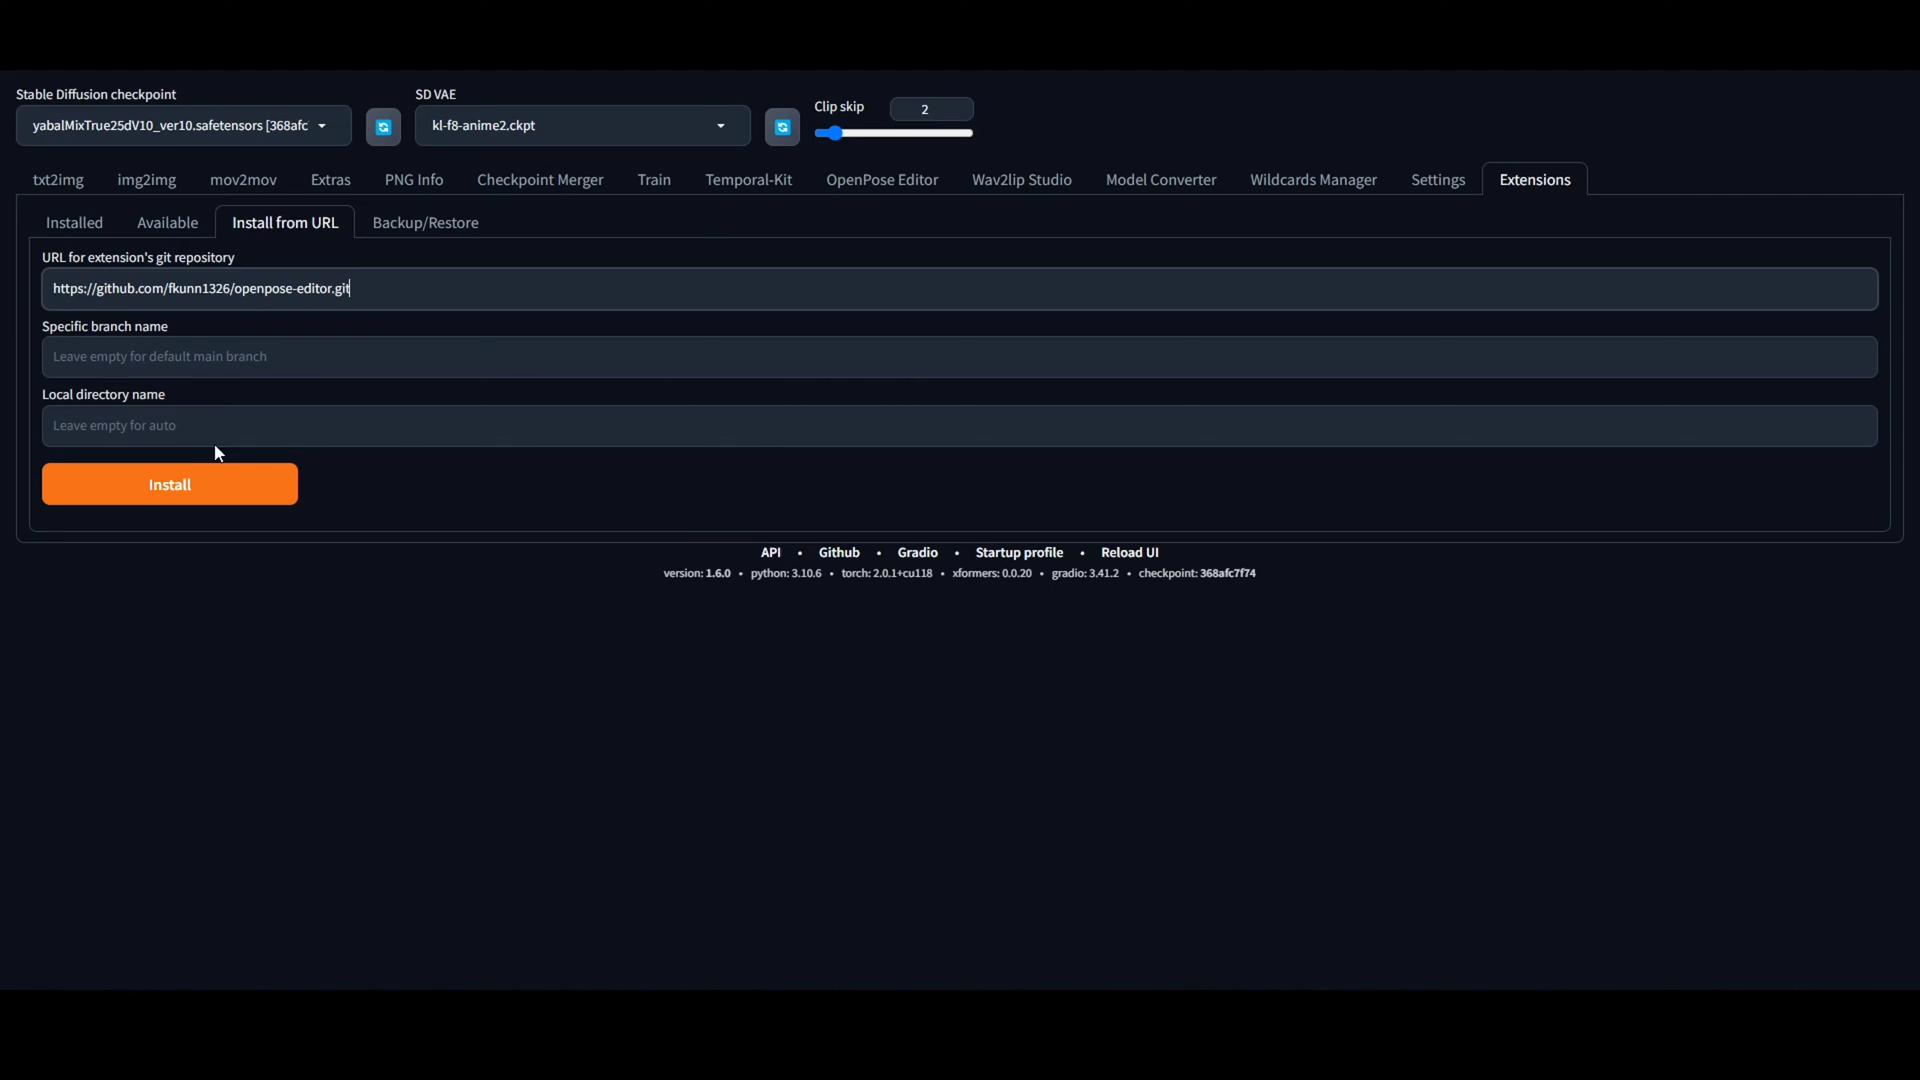 Stable Diffusion checkpoint
SD VAE
Clip skip
2
yabalMixTrue25dV10_ver10.safetensors [368afc
kl-f8-anime2.ckpt
txt2img img2img mov2mov Extras PNG Info Checkpoint Merger Train Temporal-Kit OpenPose Editor Wav2lip Studio Model Converter Wildcards Manager Settings Extensions
Installed Available Install from URL Backup/Restore
URL for extension's git repository
https://github.com/fkunn1326/openpose-editor.git
Specific branch name
Leave empty for default main branch
Local directory name
Leave empty for auto
Install
API • Github • Gradio • Startup profile • Reload UI
version: 1.6.0 • python: 3.10.6 • torch: 2.0.1+cu118 • xformers: 0.0.20 • gradio: 3.41.2 • checkpoint: 368afc7f74